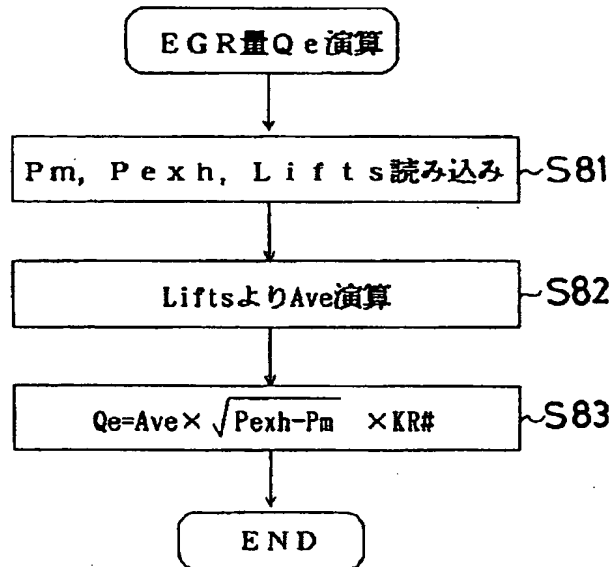 EGR量Qe演算
Pm, Pexh, Lifts読み込み ~S81
LiftsよりAve演算 ~S82
Qe=Ave×√Pexh-Pm ×KR# ~S83
END